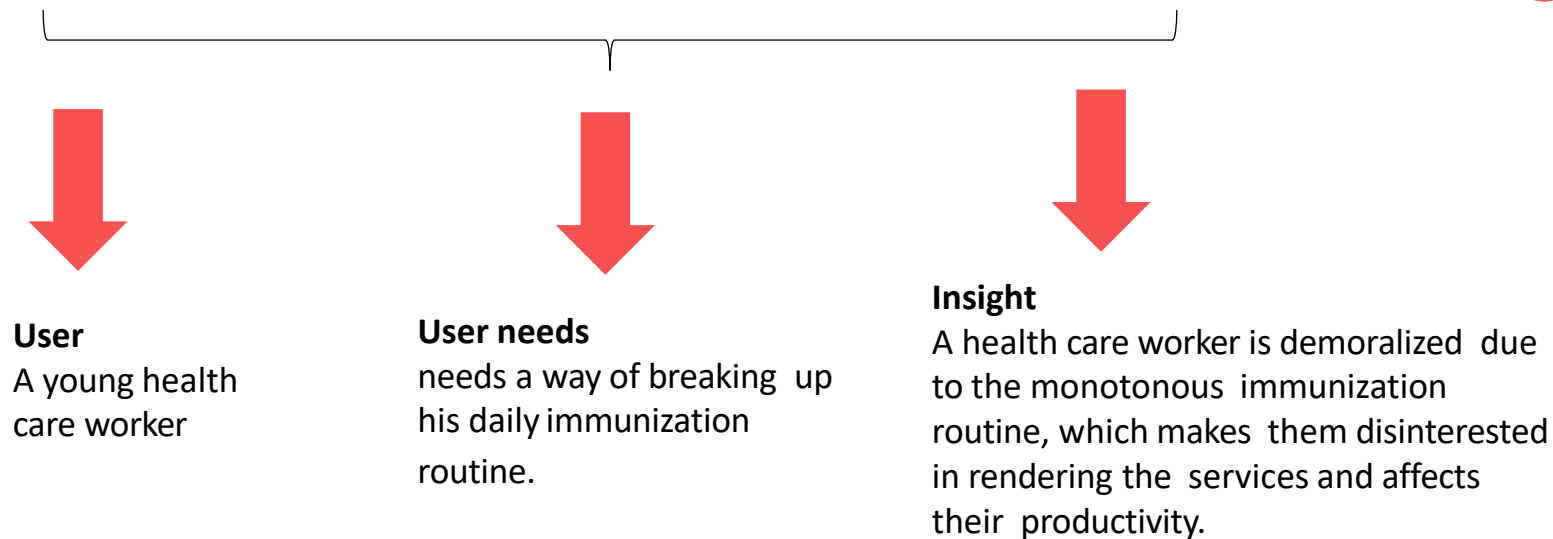 User
A young health
care worker
User needs
needs a way of breaking up
his daily immunization
routine.
Insight
A health care worker is demoralized due
to the monotonous immunization
routine, which makes them disinterested
in rendering the services and affects
their productivity.